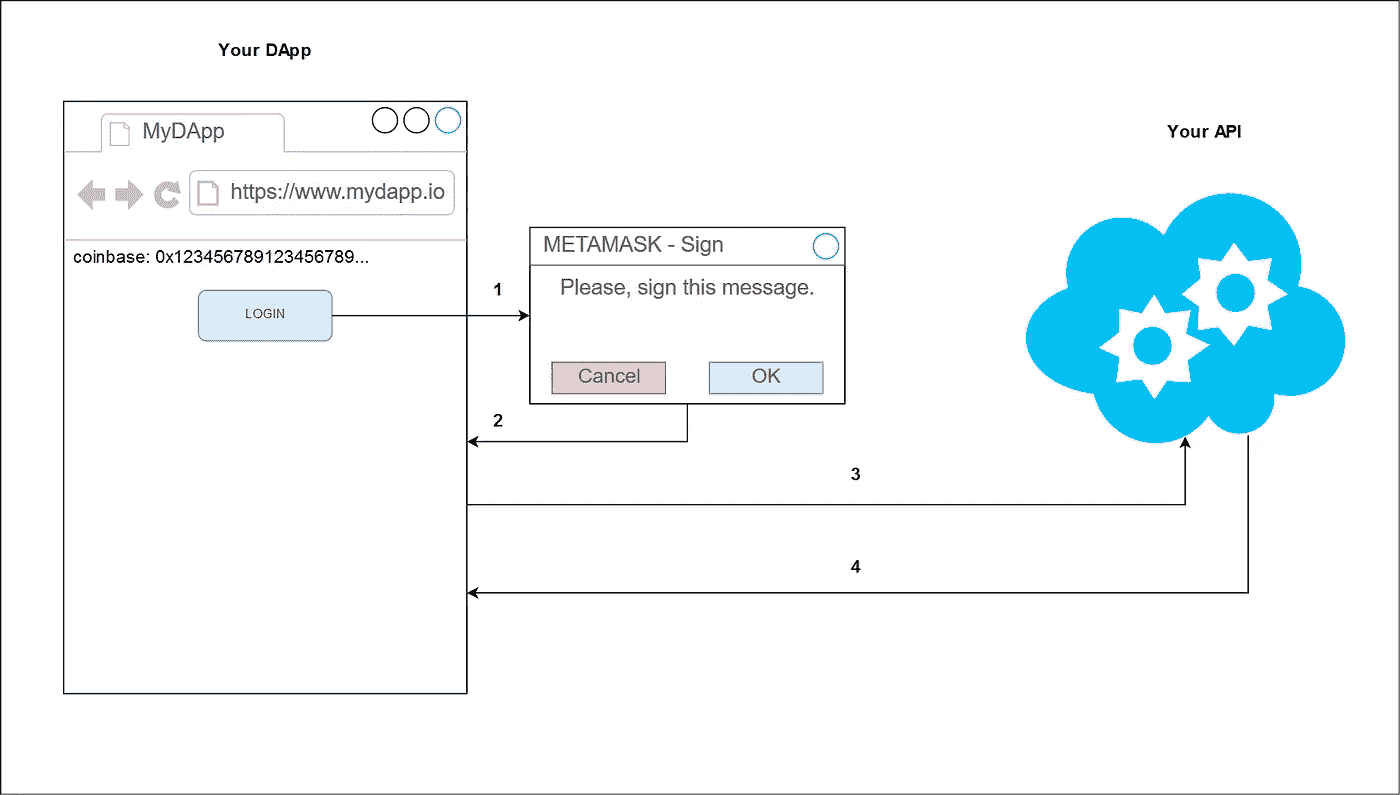 Your DApp
MyDApp
https://www.mydapp.io
coinbase: 0x123456789123456789...
LOGIN
1
METAMASK - Sign
Please, sign this message.
Cancel
OK
2
Your API
3
4